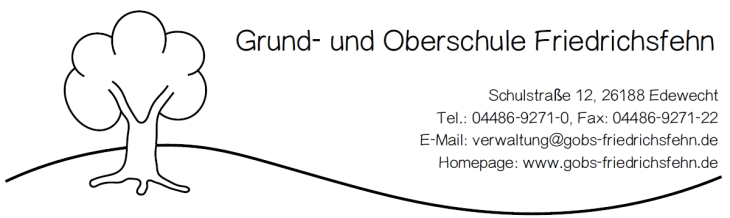 Grund- und Oberschule Friedrichsfehn
Schulstraße 12, 26188 Edewecht
Tel.: 04486-9271-0, Fax: 04486-9271-22
E-Mail: verwaltung@gobs-friedrichsfehn.de
Homepage: www.gobs-friedrichsfehn.de